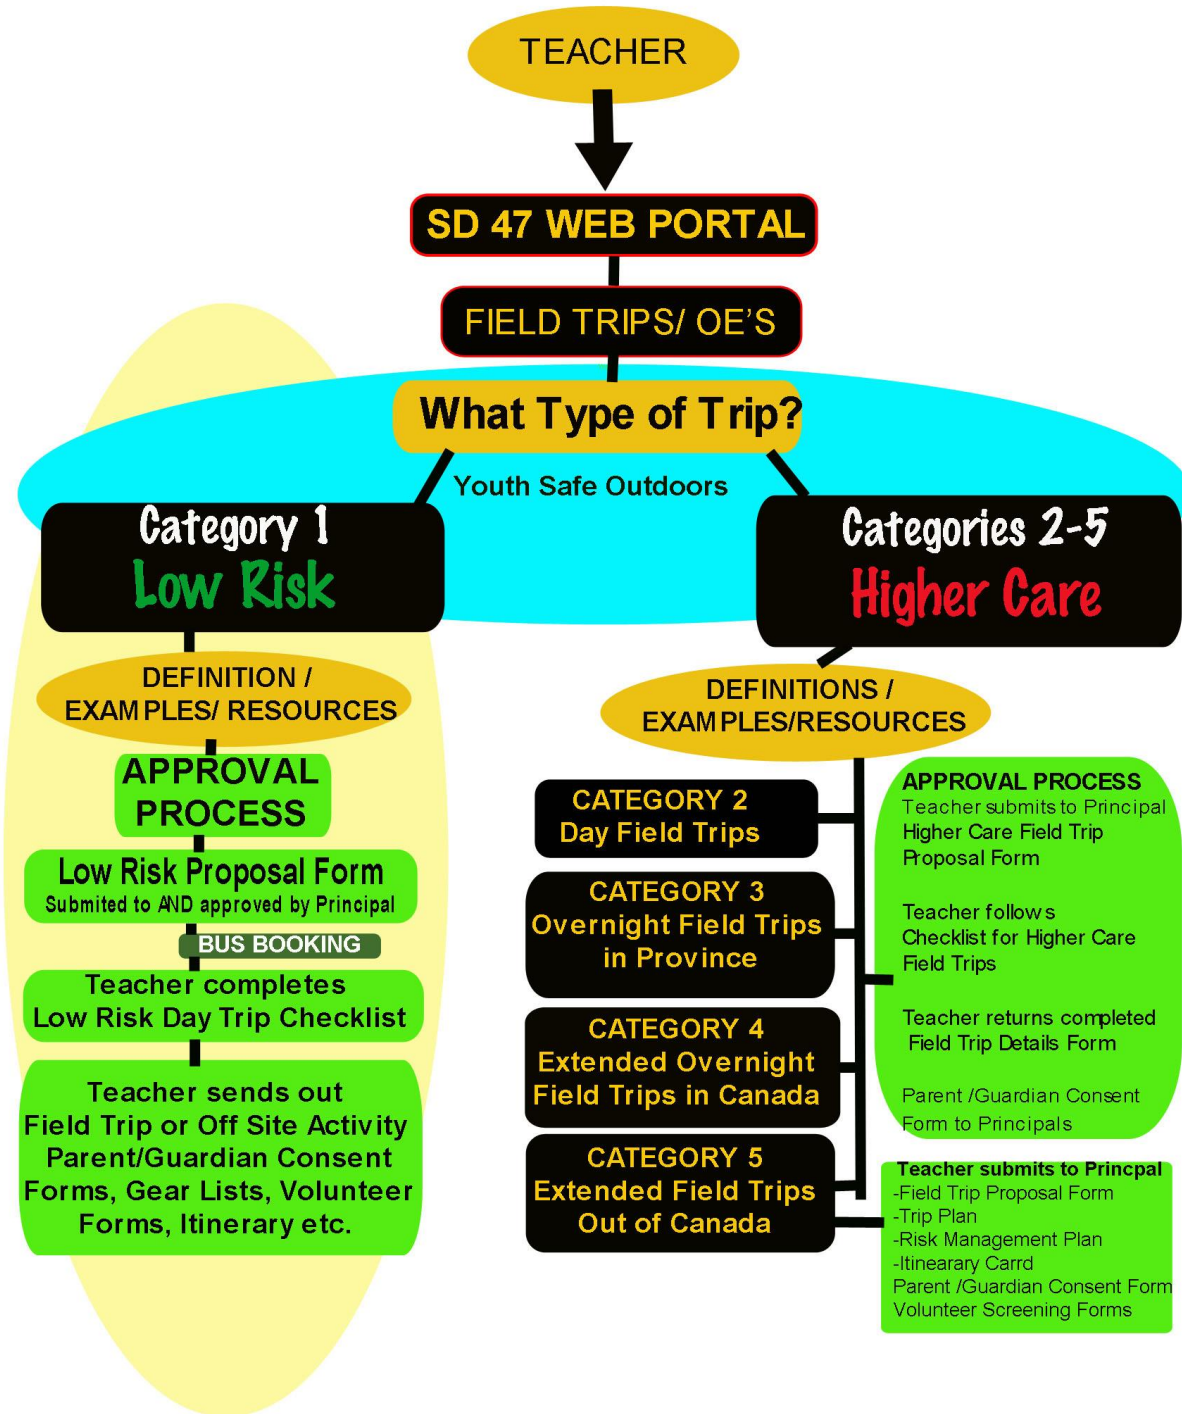 TEACHER
SD 47 WEB PORTAL
FIELD TRIPS/ OE'S
What Type of Trip?
Youth Safe Outdoors
Category 1
Low Risk
DEFINITION /
EXAMPLES/ RESOURCES
APPROVAL
PROCESS
Low Risk Proposal Form
Submited to AND approved by Principal
BUS BOOKING
Teacher completes
Low Risk Day Trip Checklist
Teacher sends out
Field Trip or Off Site Activity
Parent/Guardian Consent
Forms, Gear Lists, Volunteer
Forms, Itinerary etc.
Categories 2-5
Higher Care
DEFINITIONS /
EXAMPLES/RESOURCES
CATEGORY 2
Day Field Trips
CATEGORY 3
Overnight Field Trips
in Province
CATEGORY 4
Extended Overnight
Field Trips in Canada
CATEGORY 5
Extended Field Trips
Out of Canada
APPROVAL PROCESS
Teacher submits to Principal
Higher Care Field Trip
Proposal Form
Teacher follows
Checklist for Higher Care
Field Trips
Teacher returns completed
Field Trip Details Form
Parent /Guardian Consent
Form to Principals
Teacher submits to Princpal
-Field Trip Proposal Form
-Trip Plan
-Risk Management Plan
-Itinearary Carrd
Parent /Guardian Consent Form
Volunteer Screening Forms